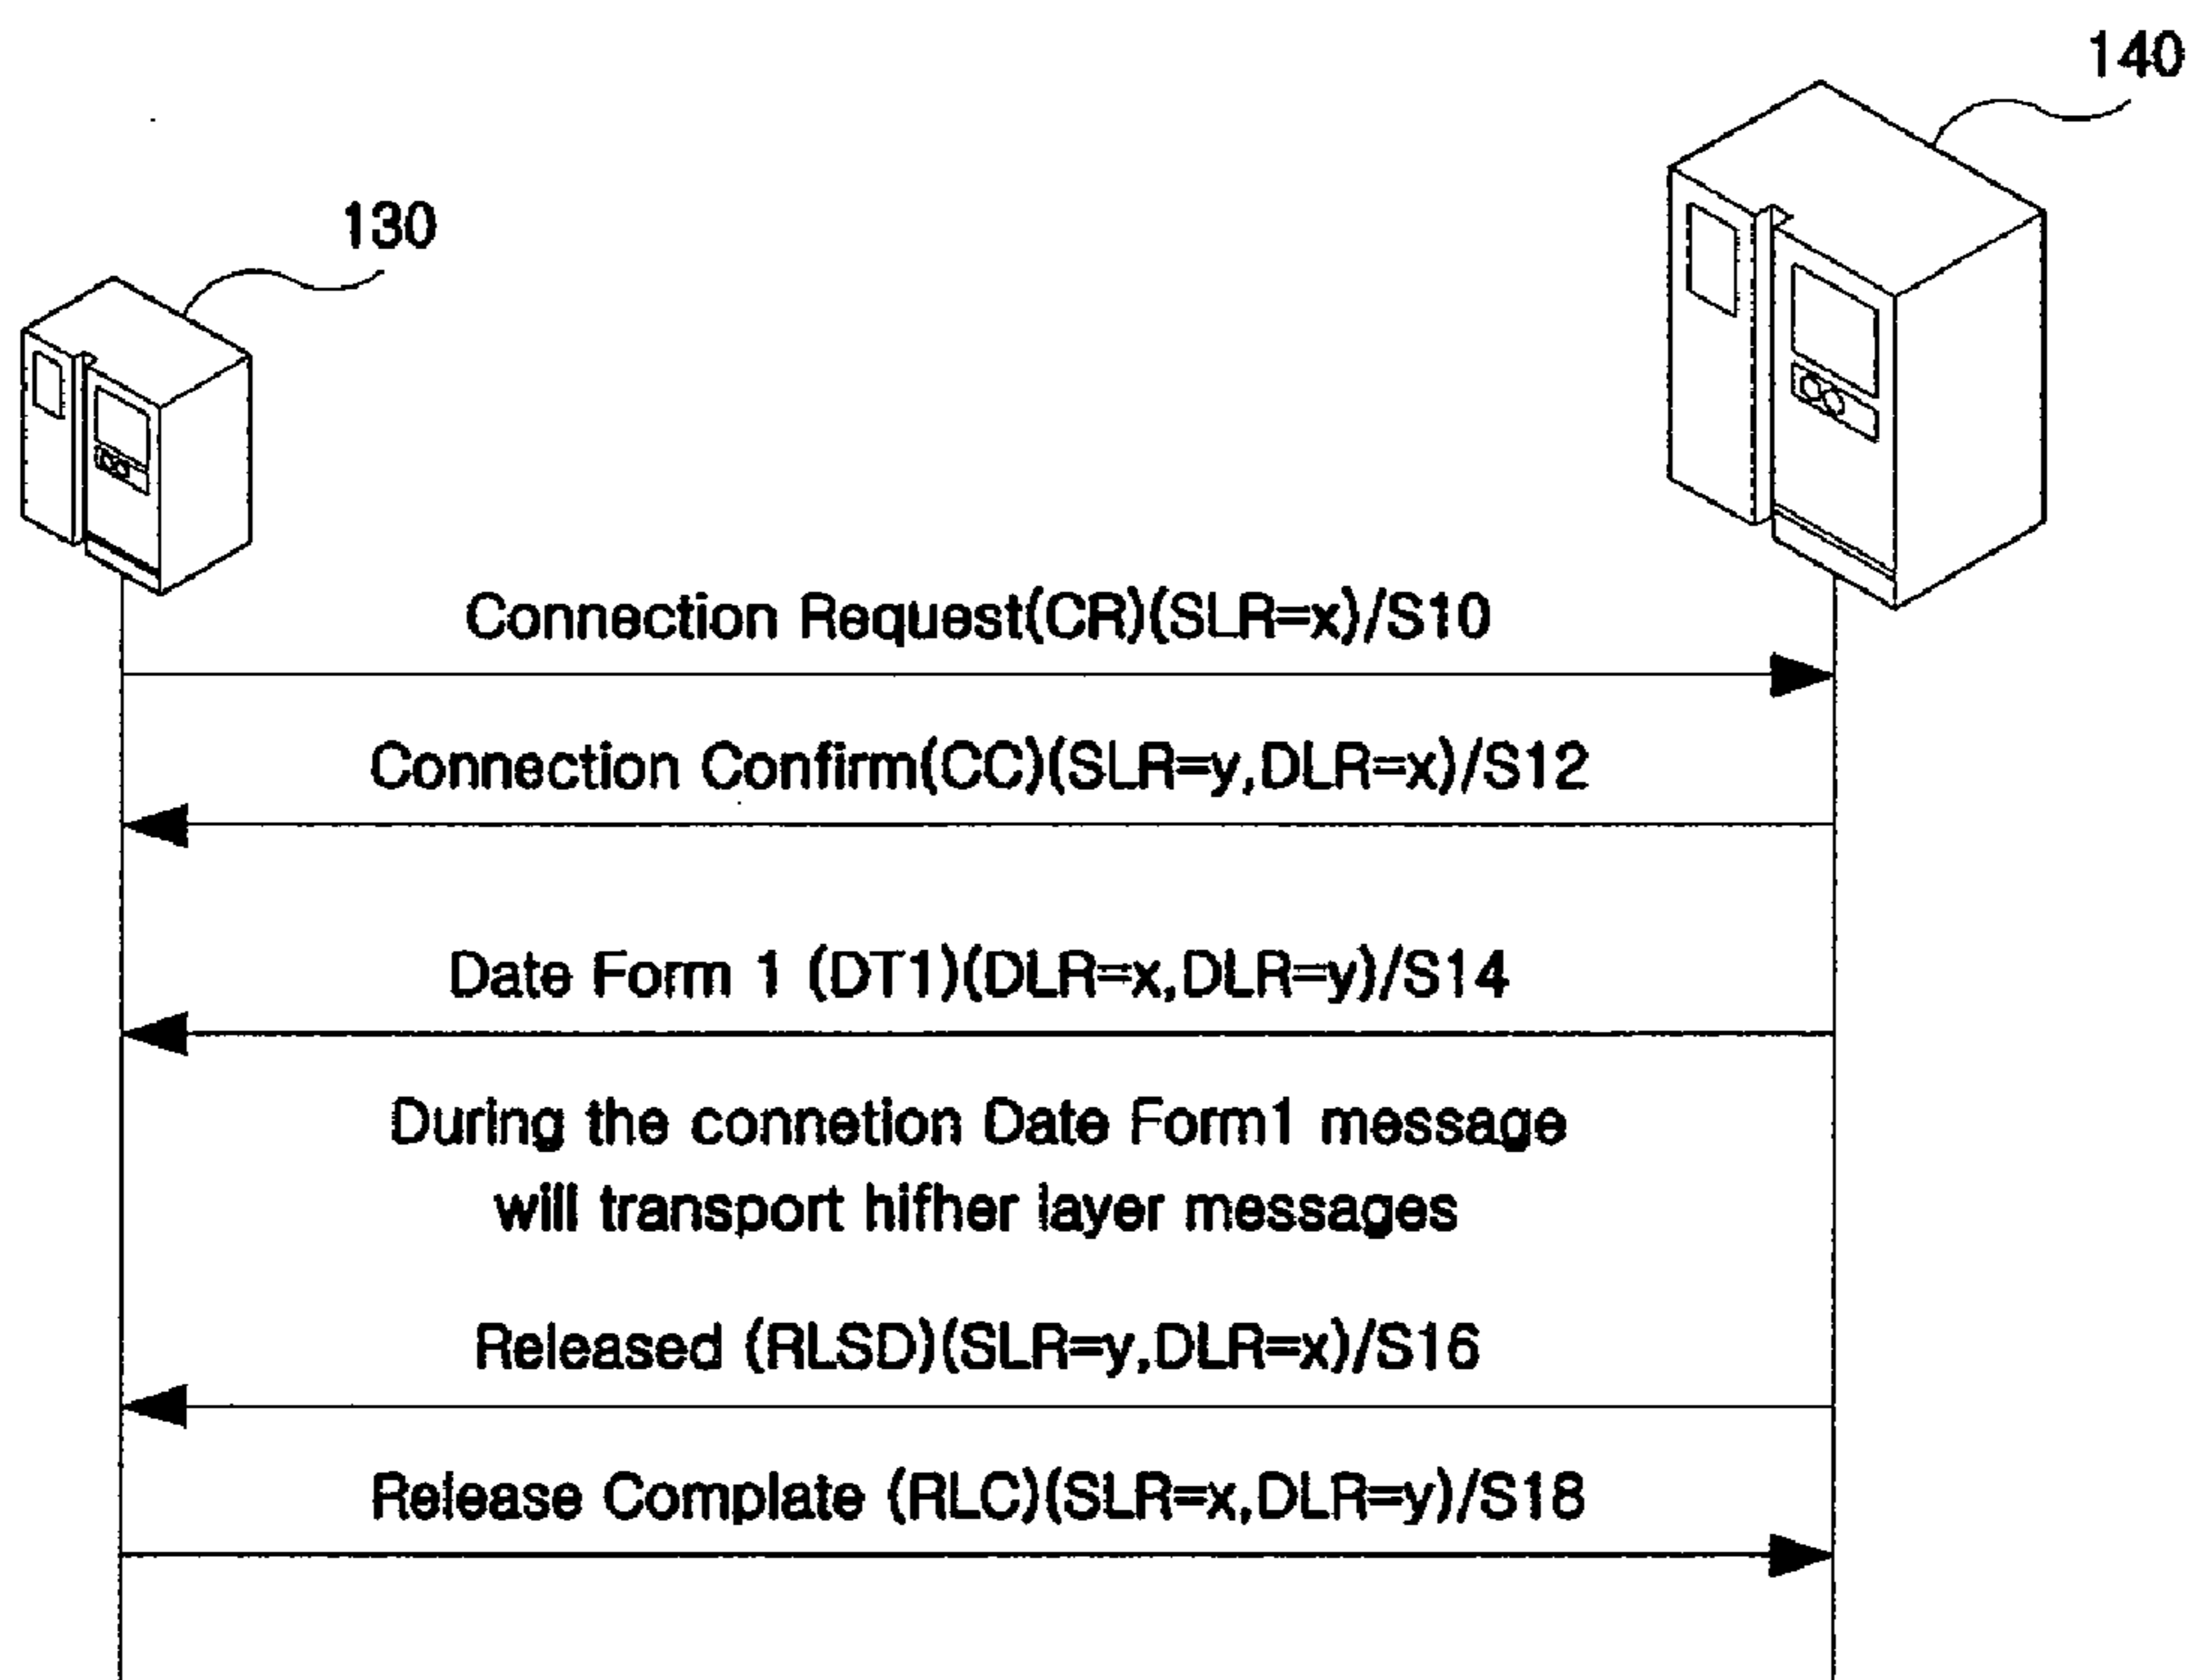 140
130
Connection Request(CR)(SLR=x)/S10
Connection Confirm(CC)(SLR=y,DLR=x)/S12
Date Form 1 (DT1)(DLR=x,DLR=y)/S14
During the connetion Date Form1 message
will transport hifher layer messages
Released (RLSD)(SLR=y,DLR=x)/S16
Release Complate (RLC)(SLR=x,DLR=y)/S18